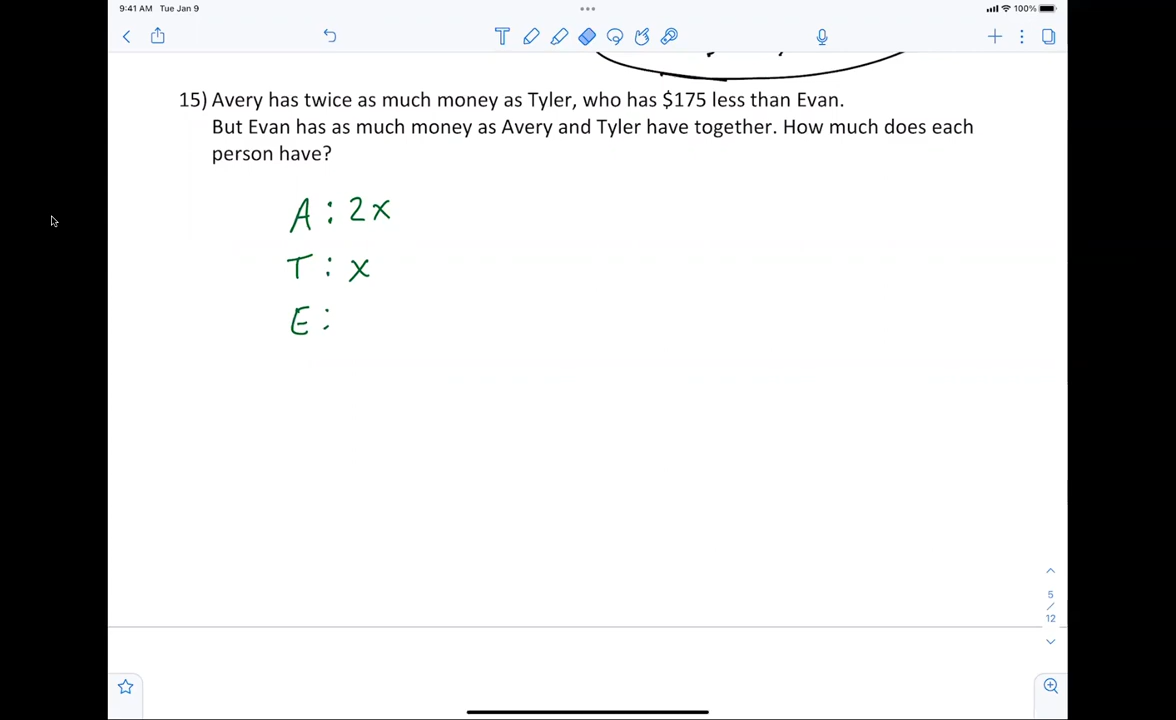 9:41 AM Tue Jan 9
100%
15) Avery has twice as much money as Tyler, who has $175 less than Evan.
But Evan has as much money as Avery and Tyler have together. How much does each
person have?
A : 2x
T : x
E :
5
/
12